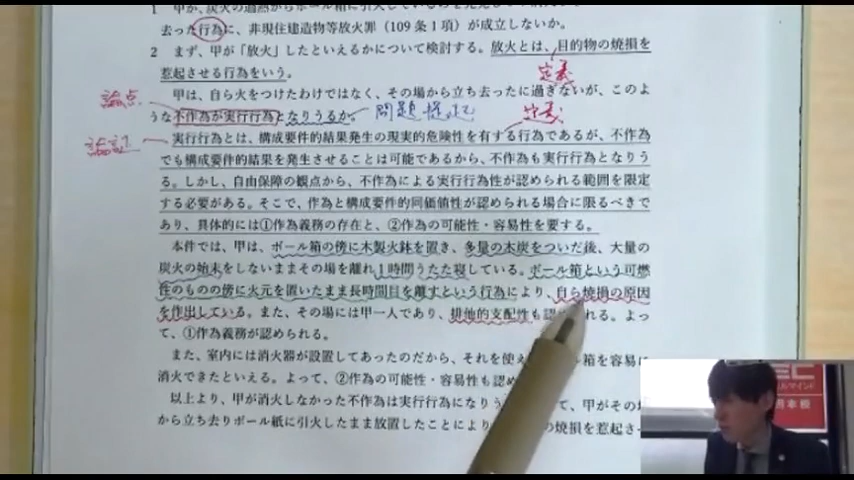 去った行為に、非現住建造物等放火罪（109条1項）が成立しないか。
2 まず、甲が「放火」したといえるかについて検討する。放火とは、目的物の焼損を
惹起させる行為をいう。
定義
甲は、自ら火をつけたわけではなく、その場から立ち去ったに過ぎないが、このよ
論点
うな不作為が実行行為となりうるか。
問題提起
定義
論証
実行行為とは、構成要件的結果発生の現実的危険性を有する行為であるが、不作為
でも構成要件的結果を発生させることは可能であるから、不作為も実行行為となりう
る。しかし、自由保障の観点から、不作為による実行行為性が認められる範囲を限定
する必要がある。そこで、作為と構成要件的同価値性が認められる場合に限るべきで
あり、具体的には①作為義務の存在と、②作為の可能性・容易性を要する。
本件では、甲は、ボール箱の傍に木製火鉢を置き、多量の木炭をついだ後、大量の
炭火の始末をしないままその場を離れ1時間うたた寝している。ボール箱という可燃
性のものの傍に火元を置いたまま長時間目を離すという行為により、自ら焼損の原因
を作出している。また、その場には甲一人であり、排他的支配性も認 れる。よっ
て、①作為義務が認められる。
また、室内には消火器が設置してあったのだから、それを使え 箱を容易に
消火できたといえる。よって、②作為の可能性・容易性も認め
以上より、甲が消火しなかった不作為は実行行為になりう て、甲がその
から立ち去りボール紙に引火したまま放置したことにより の焼損を惹起さ